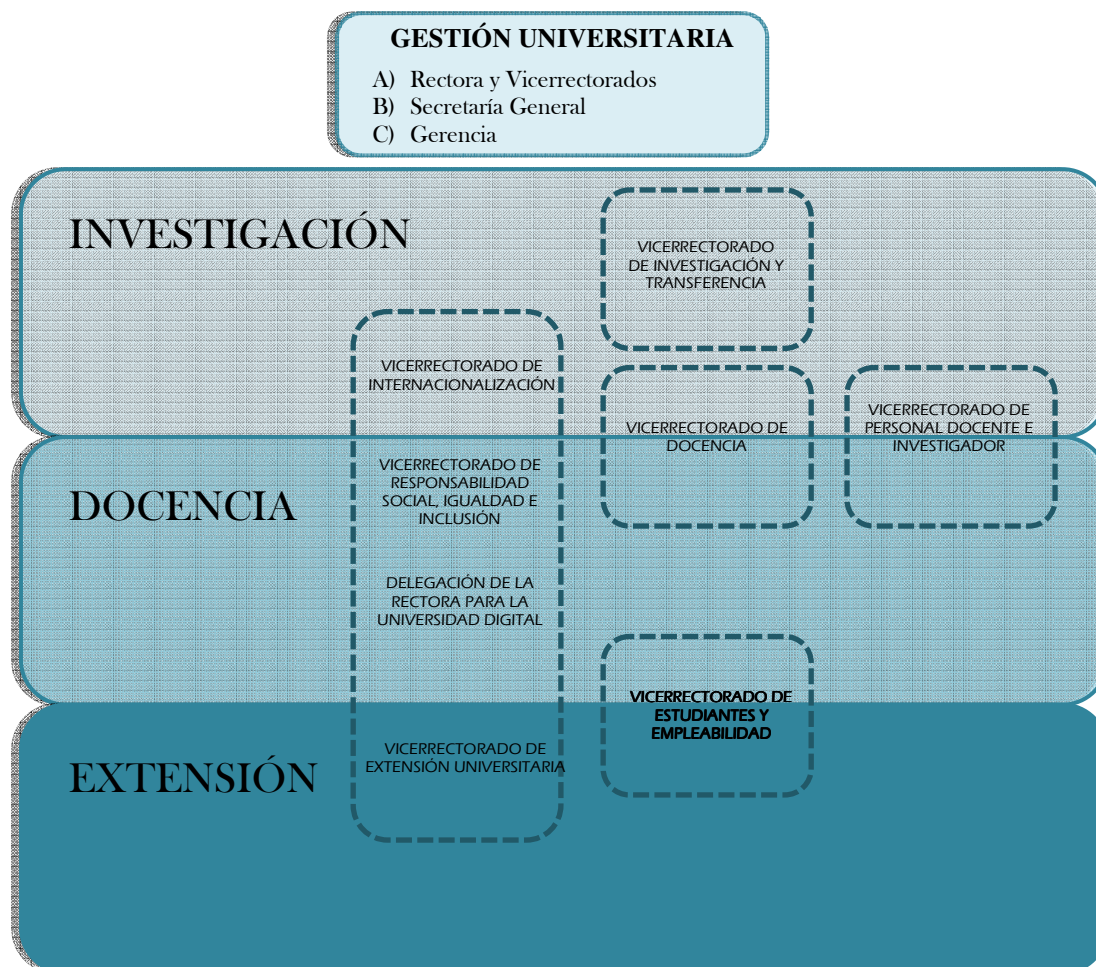 GESTIÓN UNIVERSITARIA
A) Rectora y Vicerrectorados
B) Secretaría General
C) Gerencia
INVESTIGACIÓN
VICERRECTORADO
DE INVESTIGACIÓN Y
TRANSFERENCIA
VICERRECTORADO DE
INTERNACIONALIZACIÓN
VICERRECTORADO DE
DOCENCIA
VICERRECTORADO DE
PERSONAL DOCENTE E
INVESTIGADOR
DOCENCIA
VICERRECTORADO DE
RESPONSABILIDAD
SOCIAL, IGUALDAD E
INCLUSIÓN
DELEGACIÓN DE LA
RECTORA PARA LA
UNIVERSIDAD DIGITAL
VICERRECTORADO DE
ESTUDIANTES Y
EMPLEABILIDAD
EXTENSIÓN
VICERRECTORADO DE
EXTENSIÓN UNIVERSITARIA